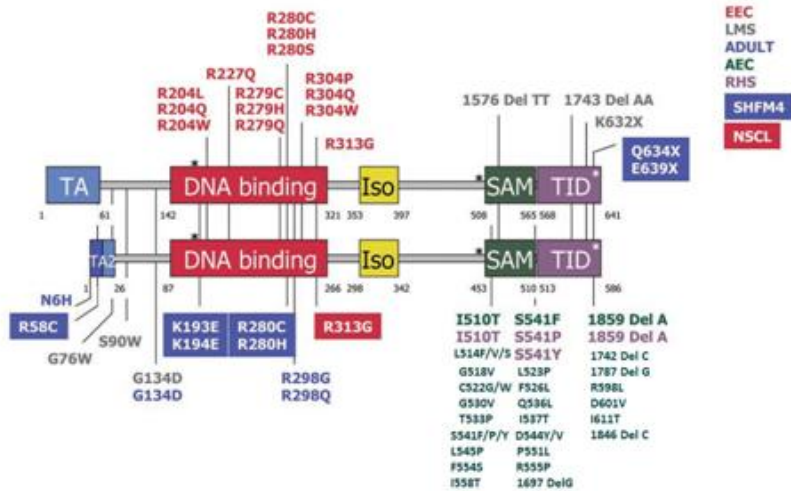 EEC
LMS
ADULT
AEC
RHS
SHFM4
NSCL
R280C
R280H
R280S
R227Q
R204L
R204Q
R204W
R279C
R279H
R279Q
R304P
R304Q
R304W
R313G
1576 Del TT
1743 Del AA
K632X
Q634X
E639X
TA
*
DNA binding
Iso
*
SAM
TID*
1 61 142 321 353 397 508 565 568 641
TA2
*
DNA binding
Iso
*
SAM
TID*
1 26 87 266 298 342 453 510 513 586
N6H
R58C
G76W
S90W
G134D
G134D
K193E
K194E
R280C
R280H
R313G
R298G
R298Q
I510T S541F 1859 Del A
I510T S541P 1859 Del A
L514F/V/S S541Y 1742 Del C
G518V L523P 1787 Del G
C522G/W F526L R598L
G530V Q536L D601V
T533P I537T I611T
S541F/P/Y D544Y/V 1846 Del C
L545P P551L
F554S R555P
I558T 1697 DelG